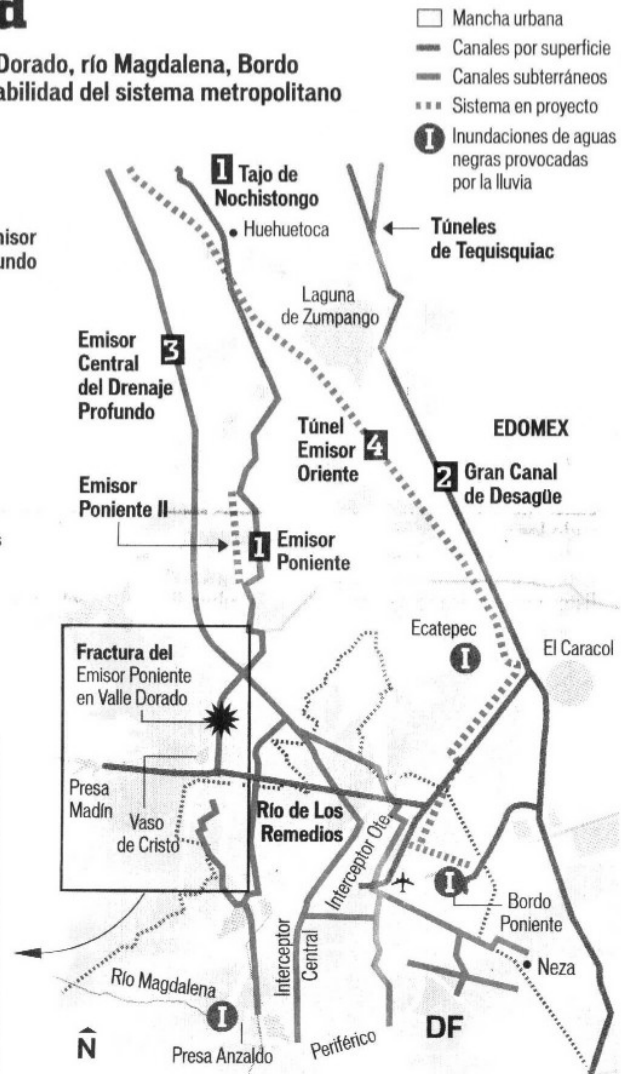 d
Dorado, río Magdalena, Bordo
abilidad del sistema metropolitano
Mancha urbana
Canales por superficie
Canales subterráneos
Sistema en proyecto
I Inundaciones de aguas
negras provocadas
por la lluvia
1 Tajo de
Nochistongo
Huehuetoca
Túneles
de Tequisquiac
misor
undo
Laguna
de Zumpango
Emisor
Central
del Drenaje
Profundo
3
Túnel
Emisor
Oriente
4
EDOMEX
2 Gran Canal
de Desagüe
Emisor
Poniente II
1 Emisor
Poniente
Ecatepec
I
El Caracol
Fractura del
Emisor Poniente
en Valle Dorado
Presa
Madín
Vaso
de Cristo
Río de Los
Remedios
Interceptor Ote.
I
Bordo
Poniente
Interceptor
Central
Neza
Río Magdalena
I
Presa Anzaldo
Periférico
DF
N